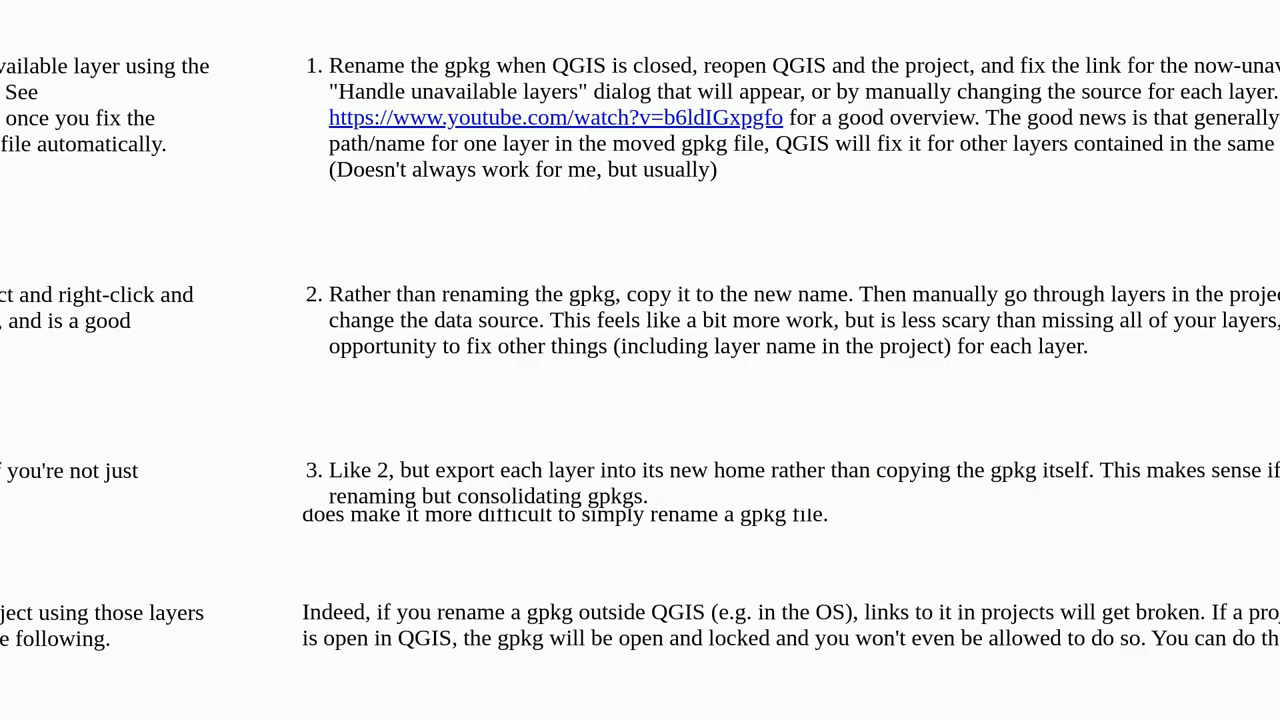 vailable layer using the
See
once you fix the
file automatically.
ct and right-click and
, and is a good
f you're not just
ject using those layers
e following.
1. Rename the gpkg when QGIS is closed, reopen QGIS and the project, and fix the link for the now-unav
"Handle unavailable layers" dialog that will appear, or by manually changing the source for each layer.
https://www.youtube.com/watch?v=b6ldIGxpgfo for a good overview. The good news is that generally
path/name for one layer in the moved gpkg file, QGIS will fix it for other layers contained in the same
(Doesn't always work for me, but usually)
2. Rather than renaming the gpkg, copy it to the new name. Then manually go through layers in the proje
change the data source. This feels like a bit more work, but is less scary than missing all of your layers,
opportunity to fix other things (including layer name in the project) for each layer.
3. Like 2, but export each layer into its new home rather than copying the gpkg itself. This makes sense if
renaming but consolidating gpkgs.
does make it more difficult to simply rename a gpkg file.
Indeed, if you rename a gpkg outside QGIS (e.g. in the OS), links to it in projects will get broken. If a pro
is open in QGIS, the gpkg will be open and locked and you won't even be allowed to do so. You can do th